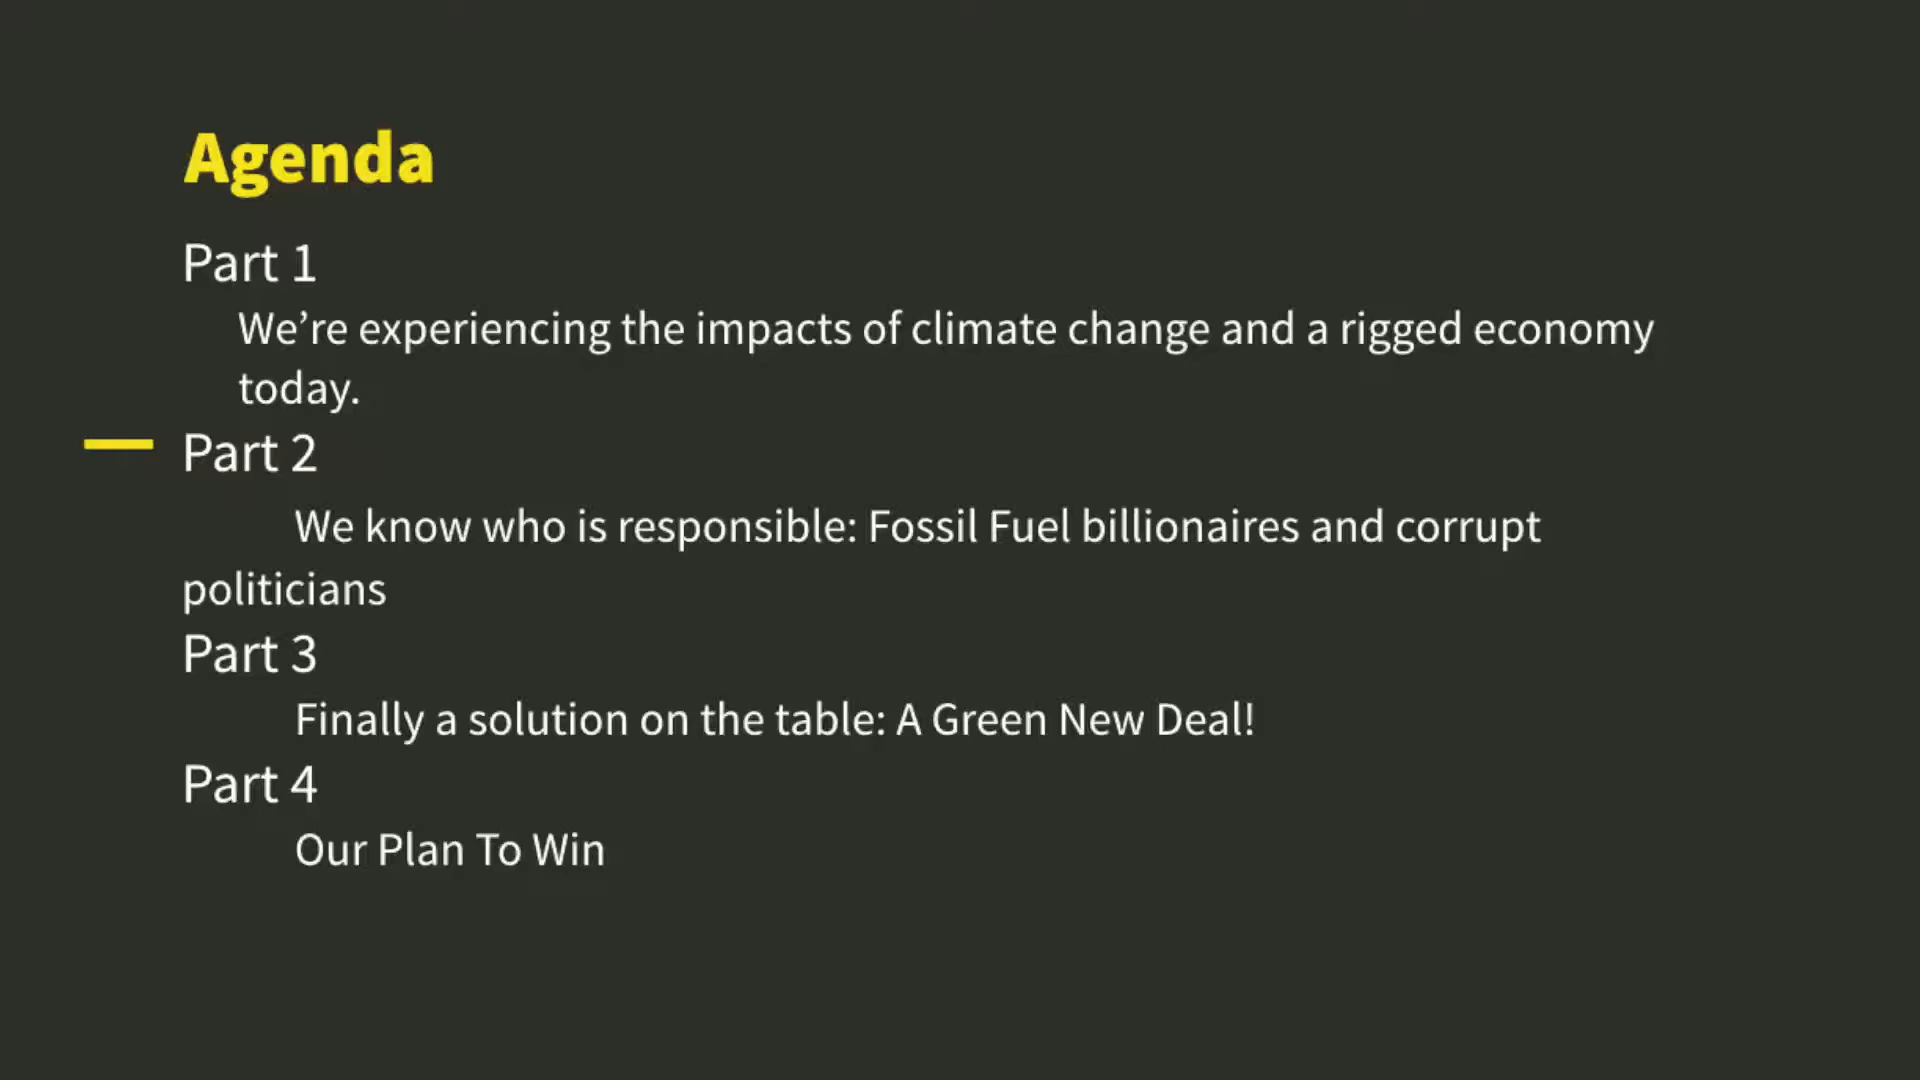 Agenda
Part 1
We’re experiencing the impacts of climate change and a rigged economy
today.
Part 2
We know who is responsible: Fossil Fuel billionaires and corrupt
politicians
Part 3
Finally a solution on the table: A Green New Deal!
Part 4
Our Plan To Win